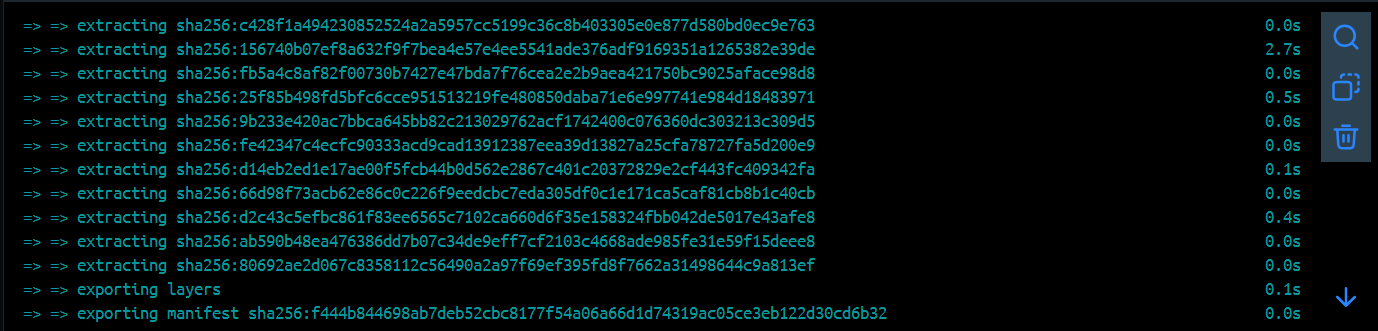 => => extracting sha256:c428f1a494230852524a2a5957cc5199c36c8b403305e0e877d580bd0ec9e763 0.0s
=> => extracting sha256:156740b07ef8a632f9f7bea4e57e4ee5541ade376adf9169351a1265382e39de 2.7s
=> => extracting sha256:fb5a4c8af82f00730b7427e47bda7f76cea2e2b9aea421750bc9025aface98d8 0.0s
=> => extracting sha256:25f85b498fd5bfc6cce951513219fe480850daba71e6e997741e984d18483971 0.5s
=> => extracting sha256:9b233e420ac7bbca645bb82c213029762acf1742400c076360dc303213c309d5 0.0s
=> => extracting sha256:fe42347c4ecfc90333acd9cad13912387eea39d13827a25cfa78727fa5d200e9 0.0s
=> => extracting sha256:d14eb2ed1e17ae00f5fcb44b0d562e2867c401c20372829e2cf443fc409342fa 0.1s
=> => extracting sha256:66d98f73acb62e86c0c226f9eedcbc7eda305df0c1e171ca5caf81cb8b1c40cb 0.0s
=> => extracting sha256:d2c43c5efbc861f83ee6565c7102ca660d6f35e158324fbb042de5017e43afe8 0.4s
=> => extracting sha256:ab590b48ea476386dd7b07c34de9eff7cf2103c4668ade985fe31e59f15deee8 0.0s
=> => extracting sha256:80692ae2d067c8358112c56490a2a97f69ef395fd8f7662a31498644c9a813ef 0.0s
=> => exporting layers 0.1s
=> => exporting manifest sha256:f444b844698ab7deb52cbc8177f54a06a66d1d74319ac05ce3eb122d30cd6b32 0.0s